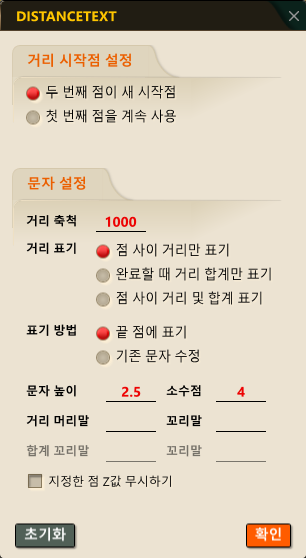 DISTANCETEXT
거리 시작점 설정
두 번째 점이 새 시작점
첫 번째 점을 계속 사용
문자 설정
거리 축척 1000
거리 표기 점 사이 거리만 표기
완료할 때 거리 합계만 표기
점 사이 거리 및 합계 표기
표기 방법 끝 점에 표기
기존 문자 수정
문자 높이 2.5 소수점 4
거리 머리말 꼬리말
합계 꼬리말 꼬리말
지정한 점 Z값 무시하기
초기화 확인